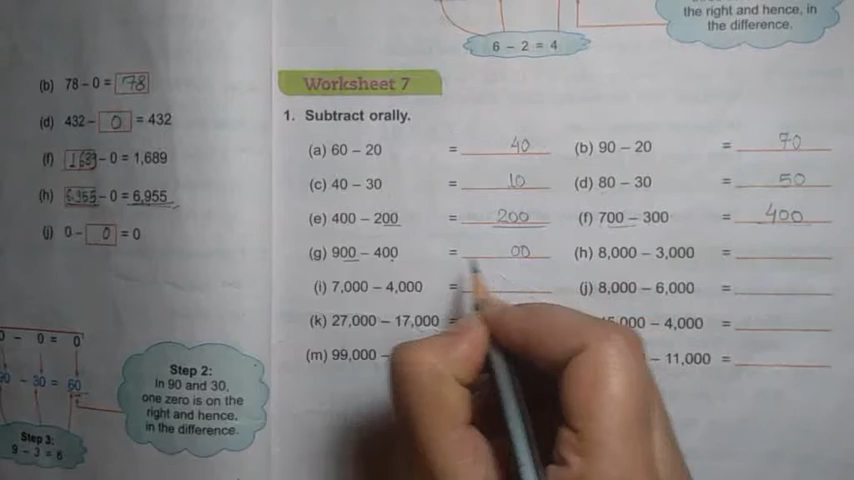 the right and hence, in
the difference.
6 – 2 = 4
(b) 78 – 0 = 78
(d) 432 – 0 = 432
(f) 1689 – 0 = 1,689
(h) 6,955 – 0 = 6,955
(j) 0 – 0 = 0
0 – 0 = 0
90 – 30 = 60
Step 3:
9 – 3 = 6
Step 2:
In 90 and 30,
one zero is on the
right and hence,
in the difference.
Worksheet 7
1. Subtract orally.
(a) 60 – 20 = 40 (b) 90 – 20 = 70
(c) 40 – 30 = 10 (d) 80 – 30 = 50
(e) 400 – 200 = 200 (f) 700 – 300 = 400
(g) 900 – 400 = 00 (h) 8,000 – 3,000 =
(i) 7,000 – 4,000 = (j) 8,000 – 6,000 =
(k) 27,000 – 17,000 = 5,000 – 4,000 =
(m) 99,000 – – 11,000 =